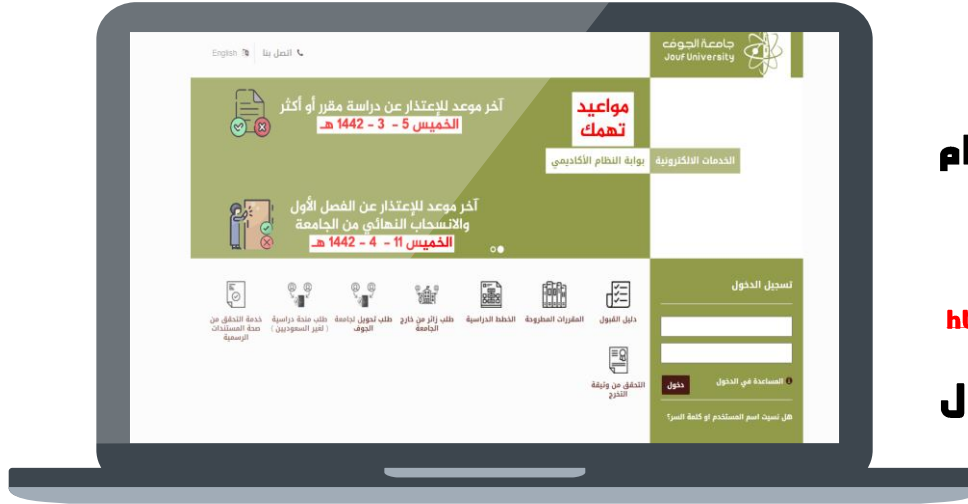 جامعة الجوف
Jouf University
اتصل بنا
English
مواعيد
تهمك
آخر موعد للإعتذار عن دراسة مقرر أو أكثر
الخميس 5 - 3 - 1442 هـ
الخدمات الالكترونية
بوابة النظام الأكاديمي
آخر موعد للإعتذار عن الفصل الأول
والانسحاب النهائي من الجامعة
الخميس 11 - 4 - 1442 هـ
تسجيل الدخول
المساعدة في الدخول
دخول
هل نسيت اسم المستخدم او كلمة السر؟
دليل القبول
المقررات المطروحة
الخطط الدراسية
طلب زائر من خارج
الجامعة
طلب تحويل لجامعة
الجوف
طلب منحة دراسية
( لغير السعوديين )
خدمة التحقق من
صحة المستندات
الرسمية
التحقق من وثيقة
التخرج